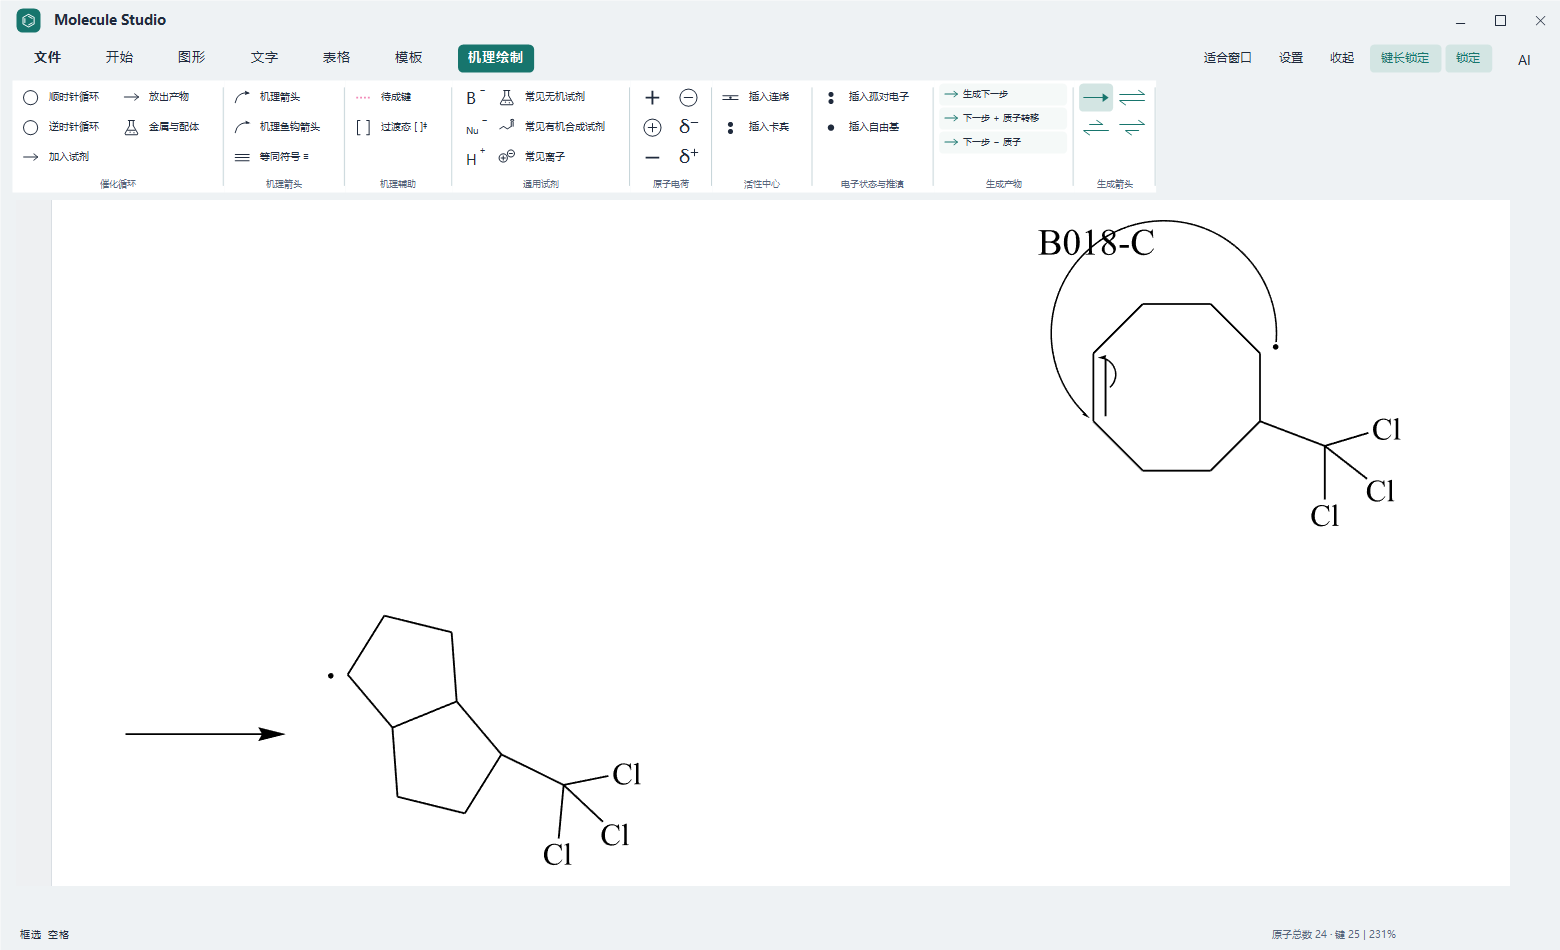 Molecule Studio
文件 开始 图形 文字 表格 模板 机理绘制 适合窗口 设置 收起 键长锁定 锁定 AI
顺时针循环 放出产物 机理箭头 待成键 B⁻ 常见无机试剂 + ⊖ 插入连烯 插入孤对电子 生成下一步
逆时针循环 金属与配体 机理鱼钩箭头 [ ] 过渡态 [ ]‡ Nu⁻ 常见有机合成试剂 ⊕ δ⁻ 插入卡宾 插入自由基 下一步 + 质子转移
加入试剂 等同符号 ≡ H⁺ 常见离子 − δ⁺ 下一步 − 质子
催化循环 机理箭头 机理辅助 通用试剂 原子电荷 活性中心 电子状态与推演 生成产物 生成箭头
B018-C
Cl
Cl
Cl
Cl
Cl
Cl
框选 空格 原子总数 24 · 键 25 | 231%